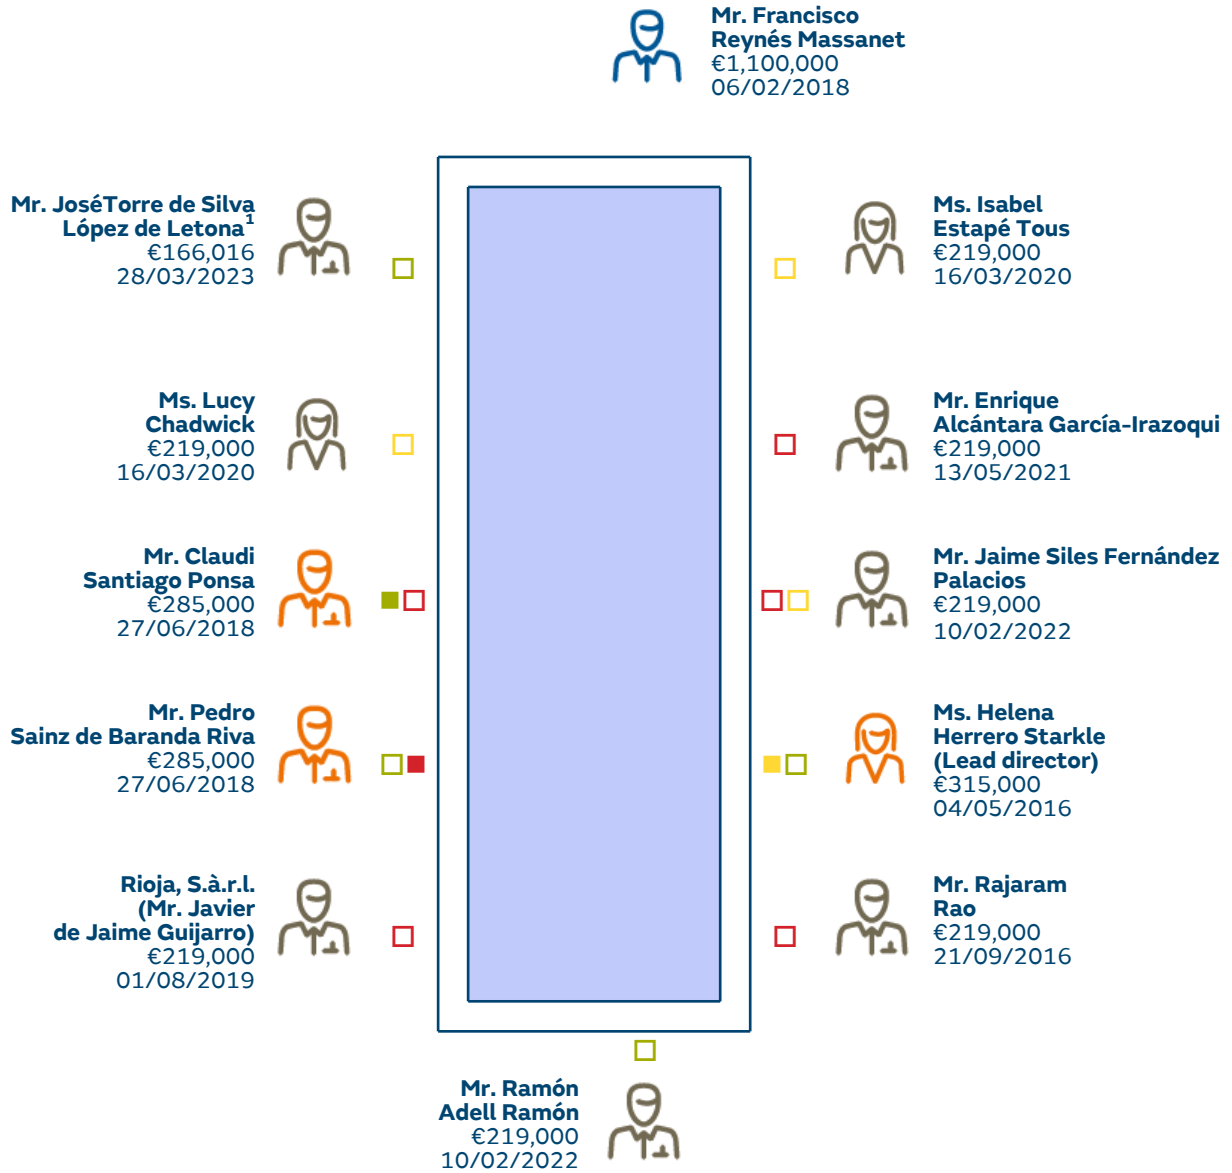 Mr. Francisco
Reynés Massanet
€1,100,000
06/02/2018
Mr. JoséTorre de Silva
López de Letona¹
€166,016
28/03/2023
Ms. Isabel
Estapé Tous
€219,000
16/03/2020
Ms. Lucy
Chadwick
€219,000
16/03/2020
Mr. Enrique
Alcántara García-Irazoqui
€219,000
13/05/2021
Mr. Claudi
Santiago Ponsa
€285,000
27/06/2018
Mr. Jaime Siles Fernández
Palacios
€219,000
10/02/2022
Mr. Pedro
Sainz de Baranda Riva
€285,000
27/06/2018
Ms. Helena
Herrero Starkle
(Lead director)
€315,000
04/05/2016
Rioja, S.à.r.l.
(Mr. Javier
de Jaime Guijarro)
€219,000
01/08/2019
Mr. Rajaram
Rao
€219,000
21/09/2016
Mr. Ramón
Adell Ramón
€219,000
10/02/2022